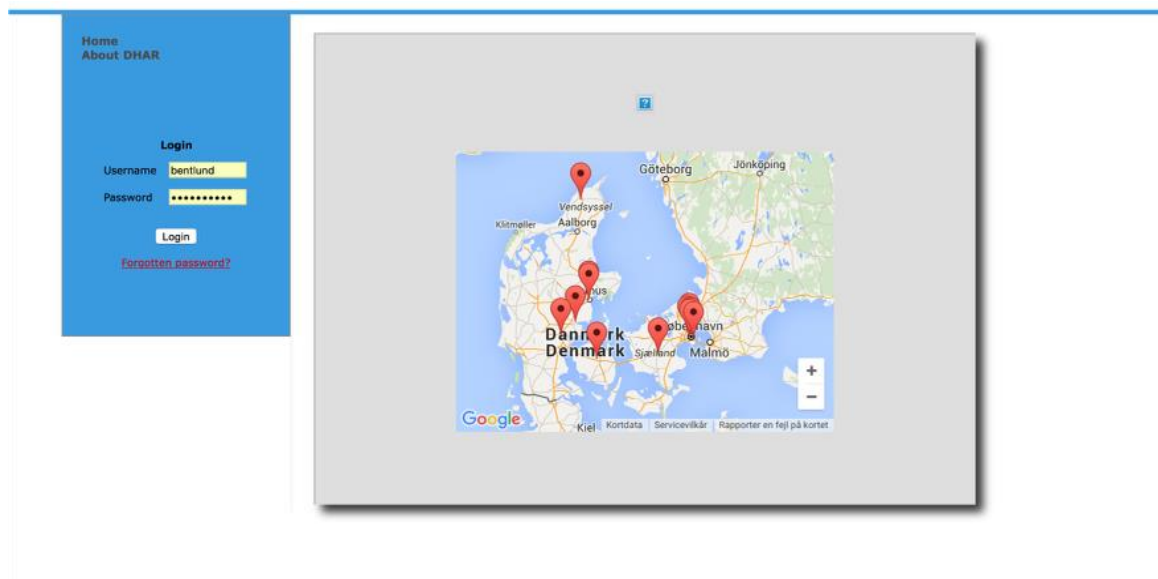 Home
About DHAR
Login
Username bentlund
Password ••••••••••
Login
Forgotten password?
?
Göteborg
Jönköping
Vendsyssel
Klitmøller
Aalborg
Danmark
Denmark
Sjælland
Malmö
+
−
Google
Kiel
Kortdata
Servicevilkår
Rapporter en fejl på kortet